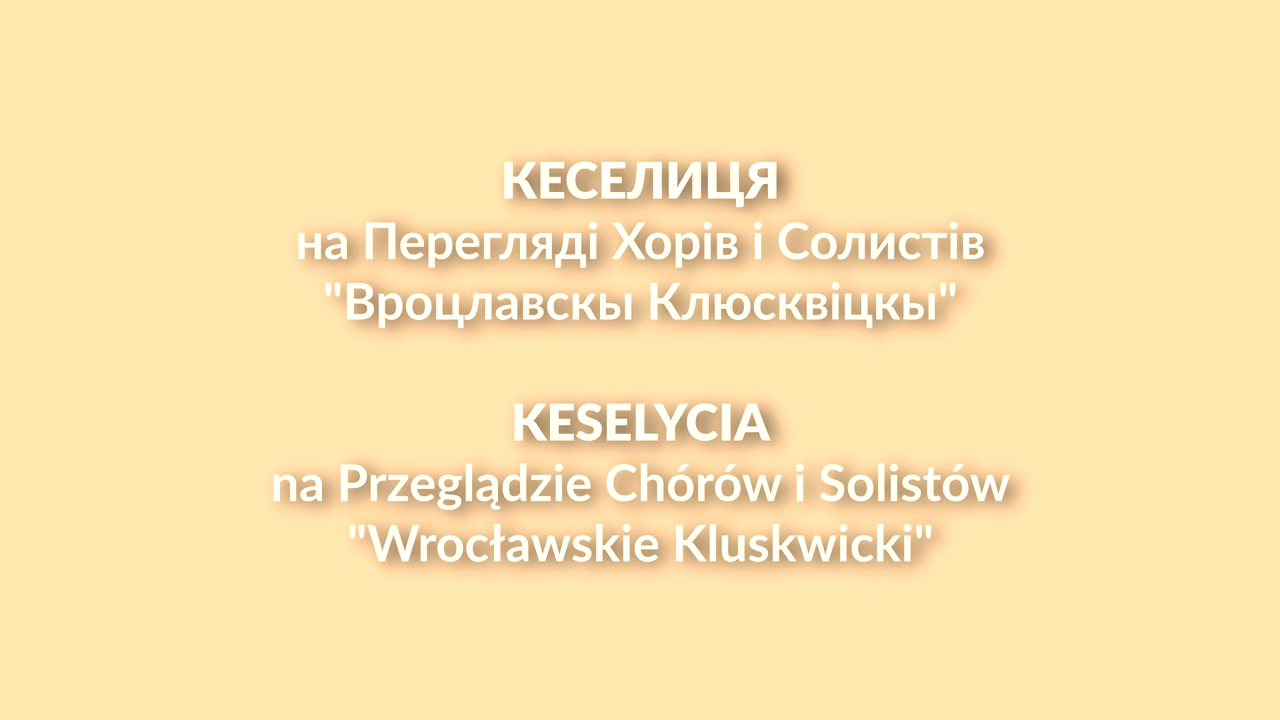 КЕСЕЛИЦЯ
на Перегляді Хорів і Солистів
"Вроцлавскы Клюсквіцкы"
KESELYCIA
na Przeglądzie Chórów i Solistów
"Wrocławskie Kluskwicki"